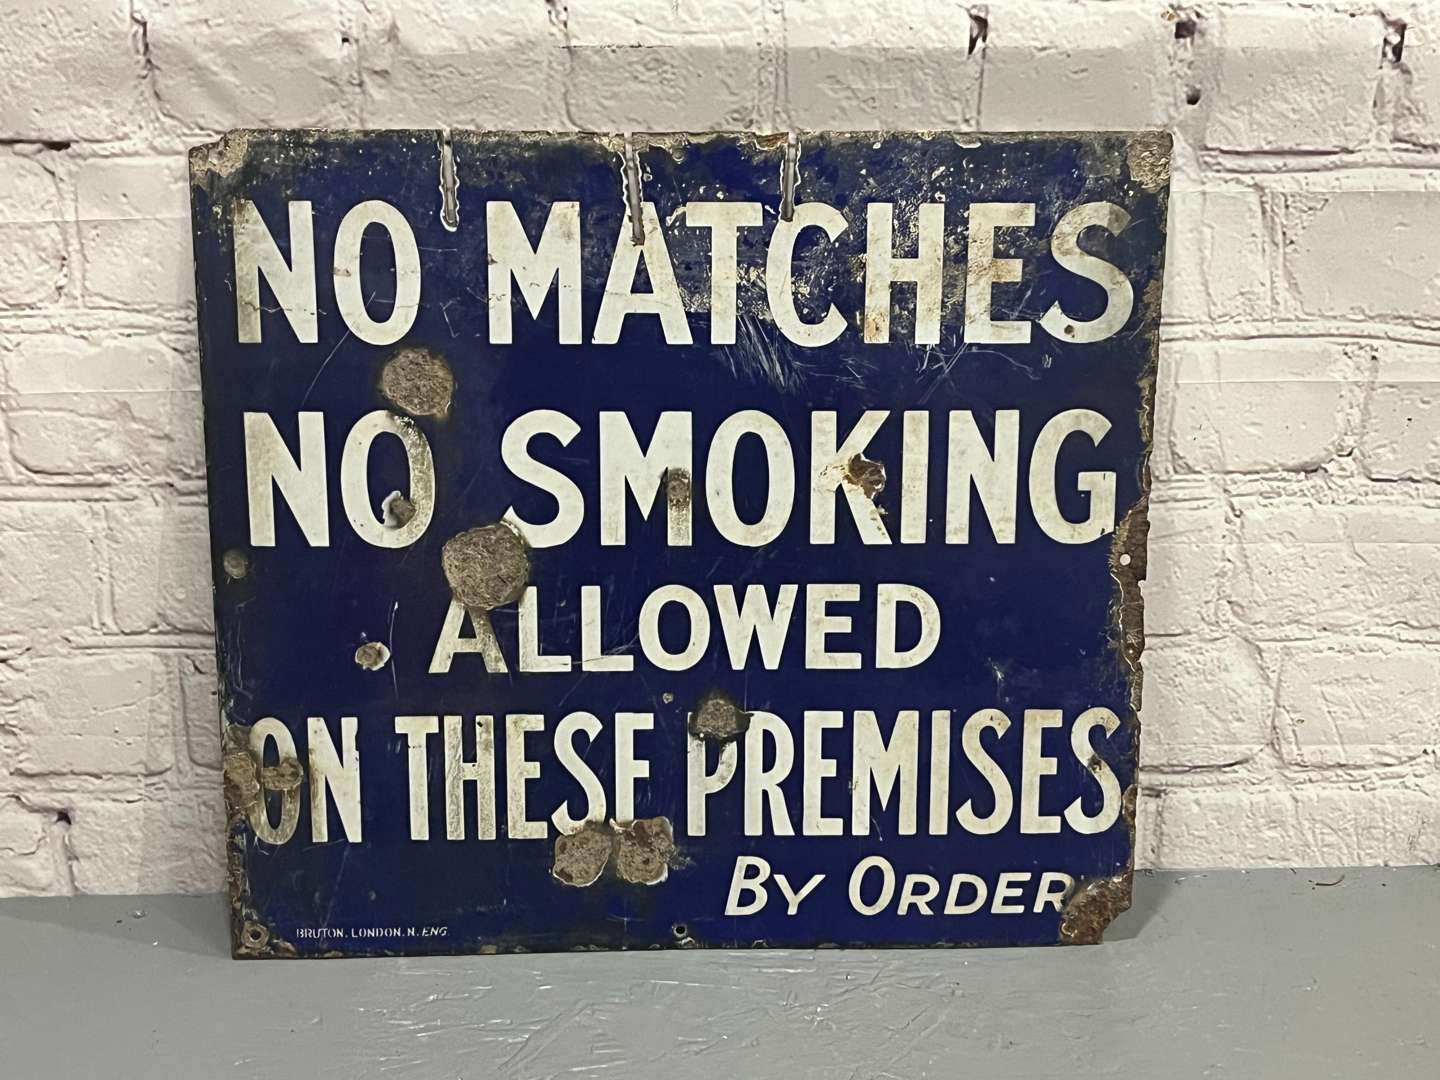 NO MATCHES
NO SMOKING
ALLOWED
ON THESE PREMISES
BY ORDER
BRUTON. LONDON. N. ENG.